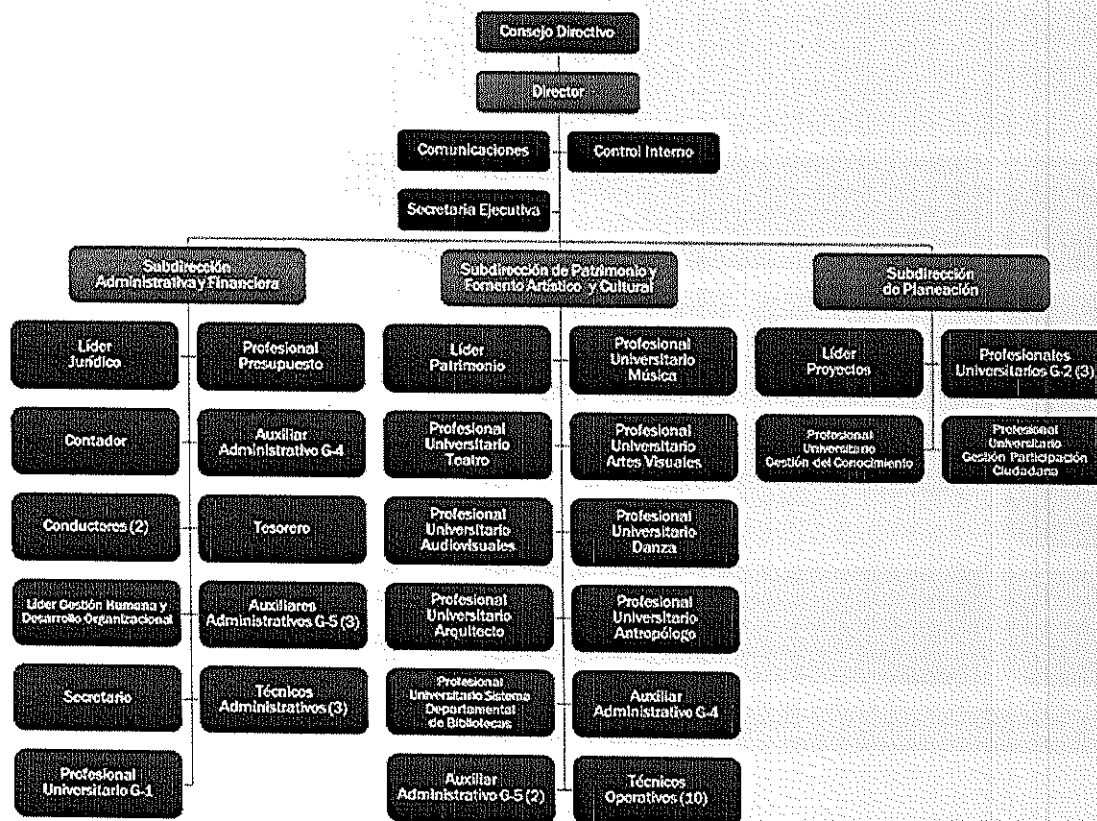 Consejo Directivo
Director
Comunicaciones
Control Interno
Secretaria Ejecutiva
Subdirección
Administrativa y Financiera
Subdirección de Patrimonio y
Fomento Artístico y Cultural
Subdirección
de Planeación
Líder
Jurídico
Profesional
Presupuesto
Contador
Auxiliar
Administrativo G-4
Conductores (2)
Tesorero
Líder Gestión Humana y
Desarrollo Organizacional
Auxiliares
Administrativos G-5 (3)
Secretario
Técnicos
Administrativos (3)
Profesional
Universitario G-1
Líder
Patrimonio
Profesional
Universitario
Música
Profesional
Universitario
Teatro
Profesional
Universitario
Artes Visuales
Profesional
Universitario
Audiovisuales
Profesional
Universitario
Danza
Profesional
Universitario
Arquitecto
Profesional
Universitario
Antropólogo
Profesional
Universitario Sistema
Departamental
de Bibliotecas
Auxiliar
Administrativo G-4
Auxiliar
Administrativo G-5 (2)
Técnicos
Operativos (10)
Líder
Proyectos
Profesionales
Universitarios G-2 (3)
Profesional
Universitario
Gestión del Conocimiento
Profesional
Universitario
Gestión Participación
Ciudadana